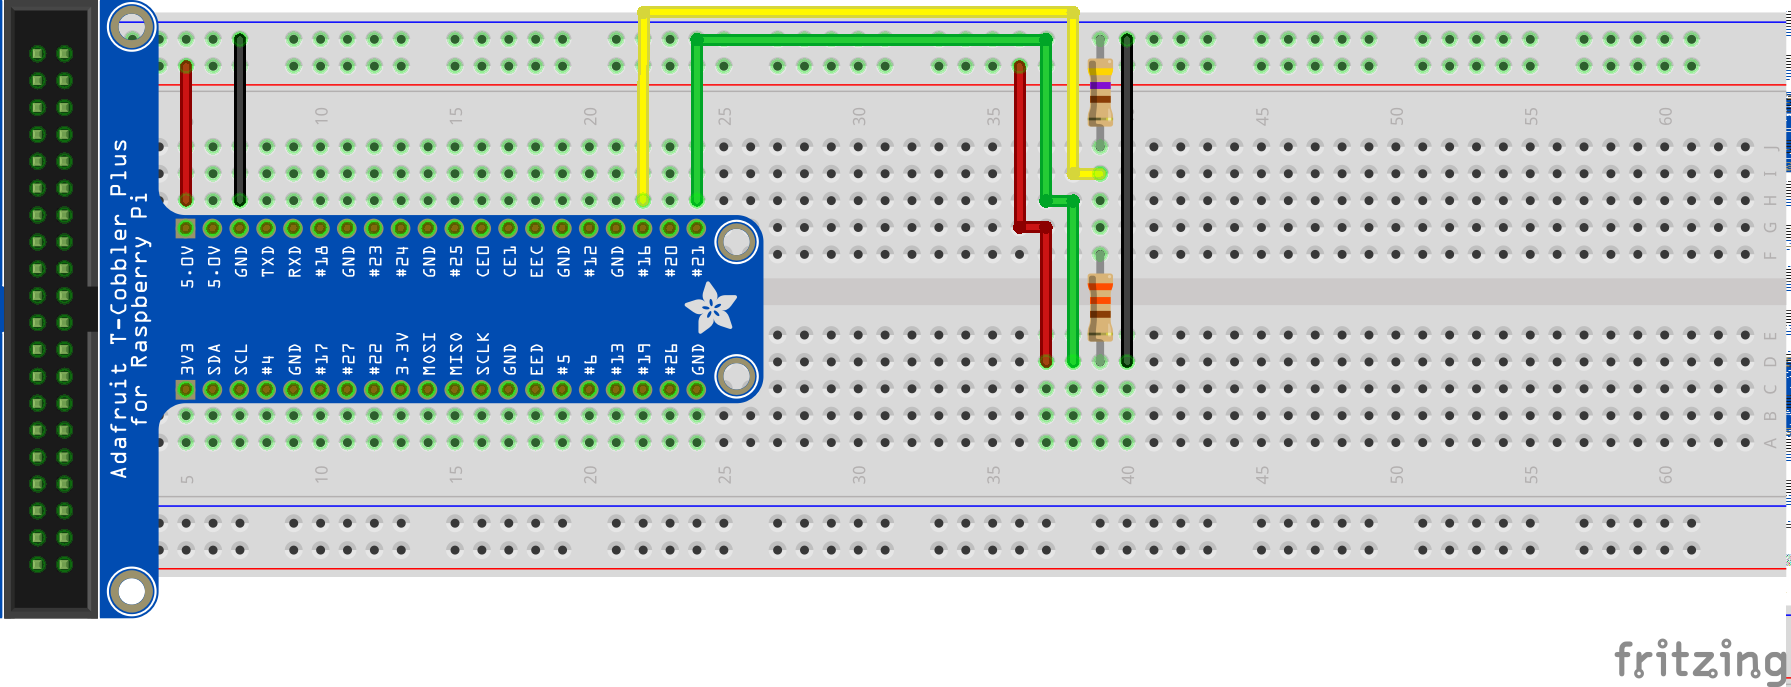 Adafruit T-Cobbler Plus
for Raspberry Pi
10 15 20 25 30 35 45 50 55 60
J
I
H
G
F
5.0V 5.0V GND TXD RXD #18 GND #23 #24 GND #25 CE0 CE1 EEC GND #12 GND #16 #20 #21
3V3 SDA SCL #4 GND #17 #27 #22 3.3V MOSI MISO SCLK GND EED #5 #6 #13 #19 #26 GND
E
D
C
B
A
5 10 15 20 25 30 35 40 45 50 55 60
fritzing